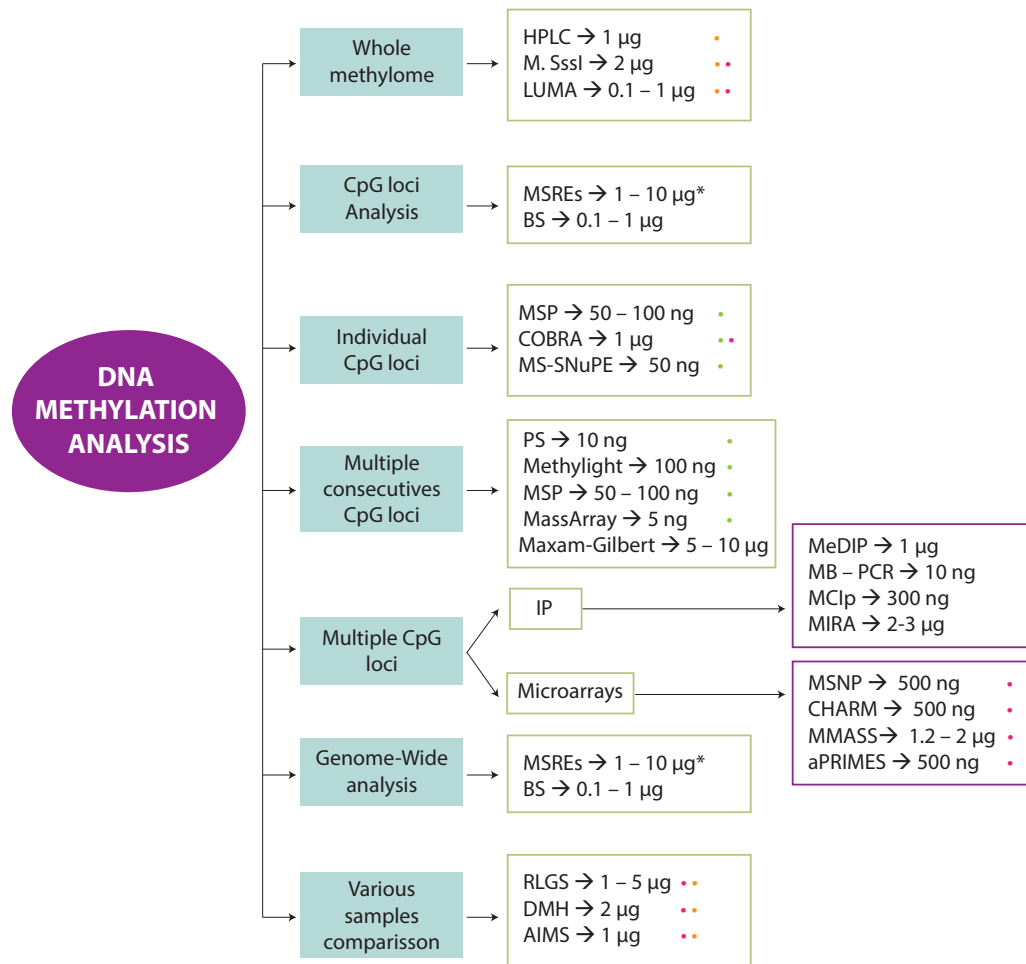 DNA
METHYLATION
ANALYSIS
Whole
methylome
HPLC → 1 µg
M. SssI → 2 µg
LUMA → 0.1 – 1 µg
CpG loci
Analysis
MSREs → 1 – 10 µg*
BS → 0.1 – 1 µg
Individual
CpG loci
MSP → 50 – 100 ng
COBRA → 1 µg
MS-SNuPE → 50 ng
Multiple
consecutives
CpG loci
PS → 10 ng
Methylight → 100 ng
MSP → 50 – 100 ng
MassArray → 5 ng
Maxam-Gilbert → 5 – 10 µg
Multiple CpG
loci
IP
MeDIP → 1 µg
MB – PCR → 10 ng
MCIp → 300 ng
MIRA → 2-3 µg
Microarrays
MSNP → 500 ng
CHARM → 500 ng
MMASS → 1.2 – 2 µg
aPRIMES → 500 ng
Genome-Wide
analysis
MSREs → 1 – 10 µg*
BS → 0.1 – 1 µg
Various
samples
comparisson
RLGS → 1 – 5 µg
DMH → 2 µg
AIMS → 1 µg